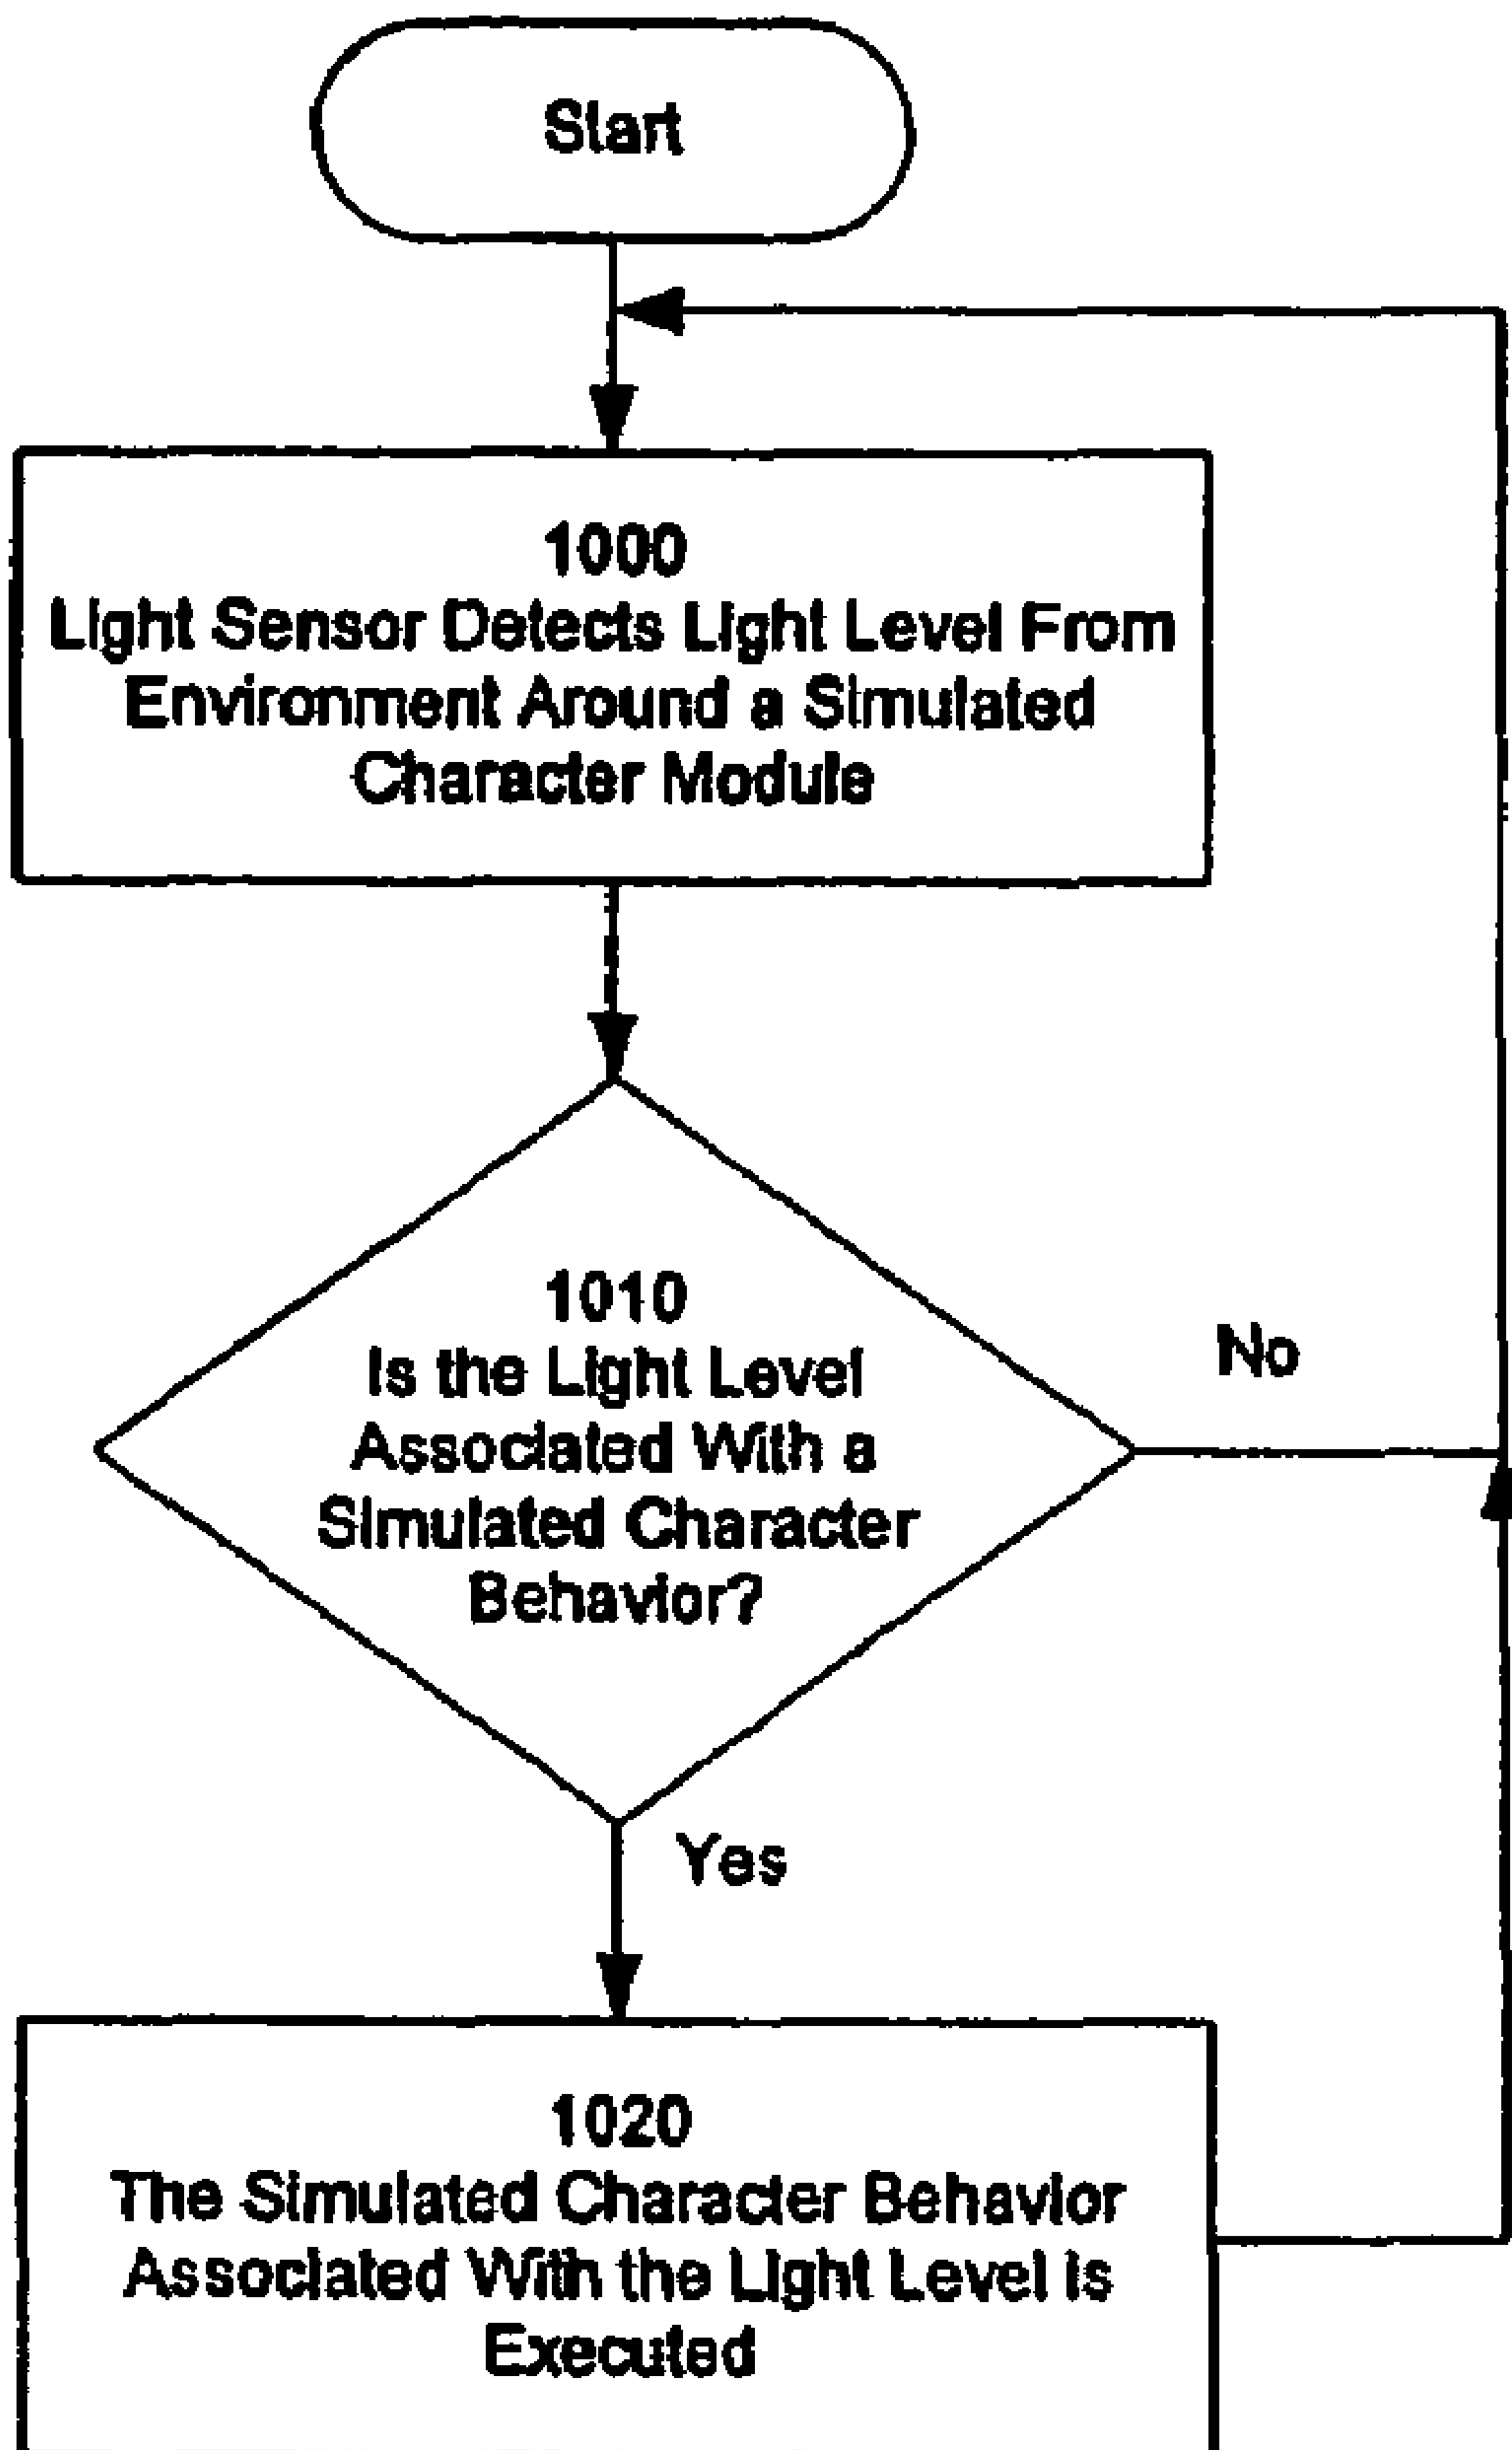 Start
1000
Light Sensor Detects Light Level From
Environment Around a Simulated
Character Module
1010
Is the Light Level
Associated With a
Simulated Character
Behavior?
No
Yes
1020
The Simulated Character Behavior
Associated With the Light Level is
Executed